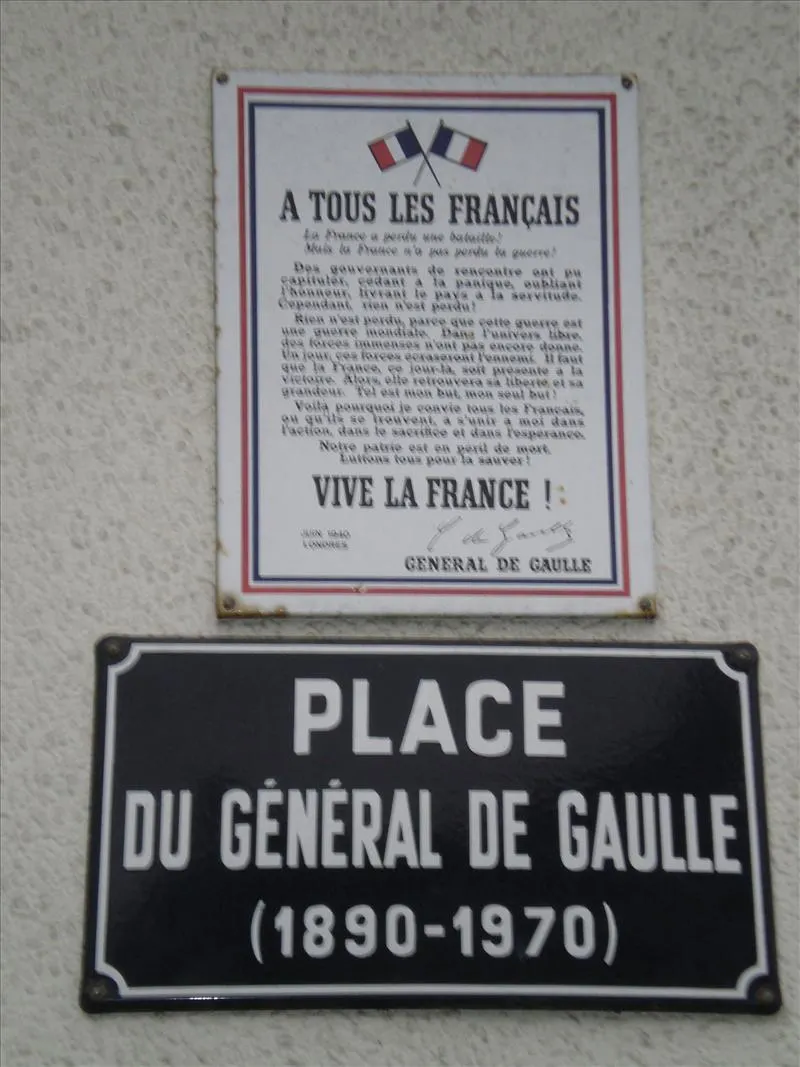 A TOUS LES FRANÇAIS
La France a perdu une bataille!
Mais la France n'a pas perdu la guerre!
Des gouvernants de rencontre ont pu
capituler, cédant à la panique, oubliant
l'honneur, livrant le pays à la servitude.
Cependant, rien n'est perdu!
Rien n'est perdu, parce que cette guerre est
une guerre mondiale. Dans l'univers libre,
des forces immenses n'ont pas encore donné.
Un jour, ces forces écraseront l'ennemi. Il faut
que la France, ce jour-là, soit présente à la
victoire. Alors, elle retrouvera sa liberté et sa
grandeur. Tel est mon but, mon seul but!
Voilà pourquoi je convie tous les Français,
où qu'ils se trouvent, à s'unir à moi dans
l'action, dans le sacrifice et dans l'espérance.
Notre patrie est en péril de mort.
Luttons tous pour la sauver!
VIVE LA FRANCE !
JUIN 1940
LONDRES
C de Gaulle
GÉNÉRAL DE GAULLE
PLACE
DU GÉNÉRAL DE GAULLE
(1890-1970)